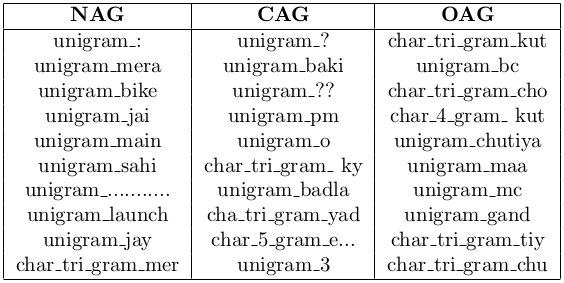 NAG CAG OAG
unigram_: unigram_? char_tri_gram_kut
unigram_mera unigram_baki unigram_bc
unigram_bike unigram_?? char_tri_gram_cho
unigram_jai unigram_pm char_4_gram_ kut
unigram_main unigram_o unigram_chutiya
unigram_sahi char_tri_gram_ ky unigram_maa
unigram_........... unigram_badla unigram_mc
unigram_launch cha_tri_gram_yad unigram_gand
unigram_jay char_5_gram_e... char_tri_gram_tiy
char_tri_gram_mer unigram_3 char_tri_gram_chu